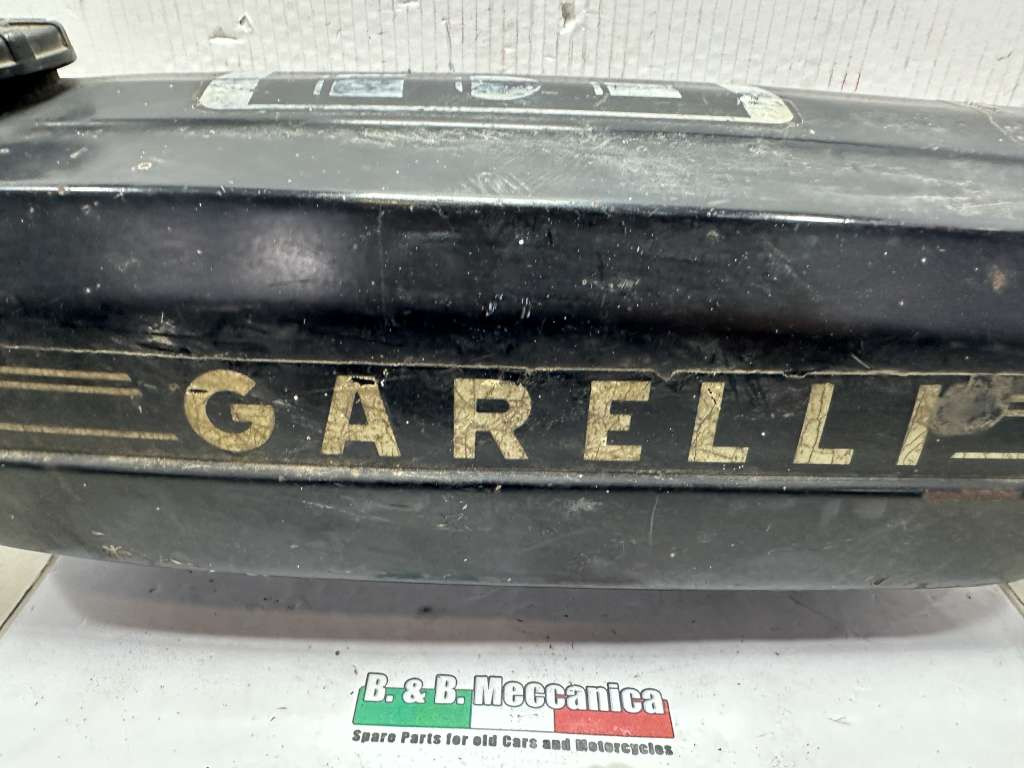 GARELLI
B. & B. Meccanica
Spare Parts for old Cars and Motorcycles